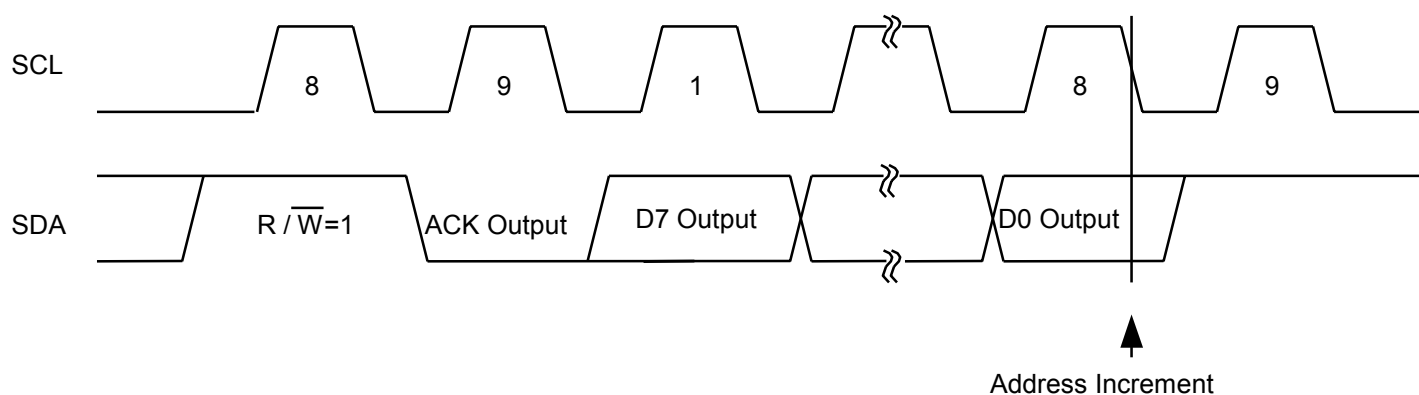 SCL
8
9
1
8
9
SDA
R / W̅=1
ACK Output
D7 Output
D0 Output
Address Increment